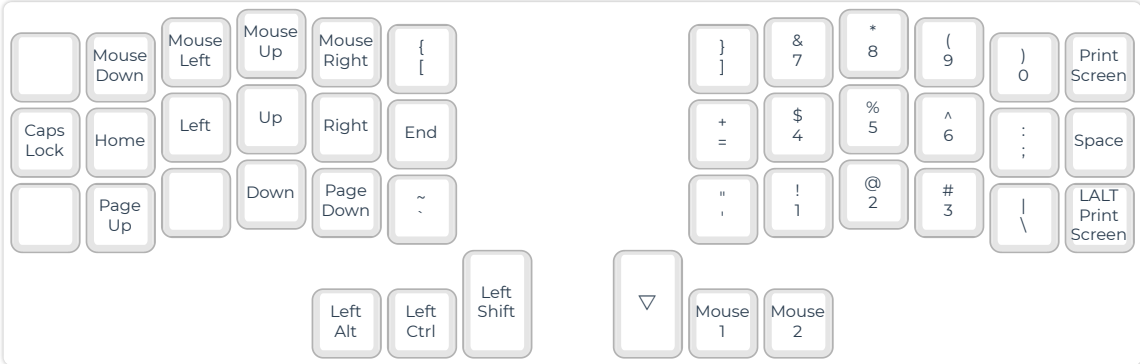 Mouse
Down
Mouse
Left
Mouse
Up
Mouse
Right
{
[
}
]
&
7
*
8
(
9
)
0
Print
Screen
Caps
Lock
Home
Left
Up
Right
End
+
=
$
4
%
5
^
6
:
;
Space
Page
Up
Down
Page
Down
~
`
"
'
!
1
@
2
#
3
|
\
LALT
Print
Screen
Left
Alt
Left
Ctrl
Left
Shift
▽
Mouse
1
Mouse
2